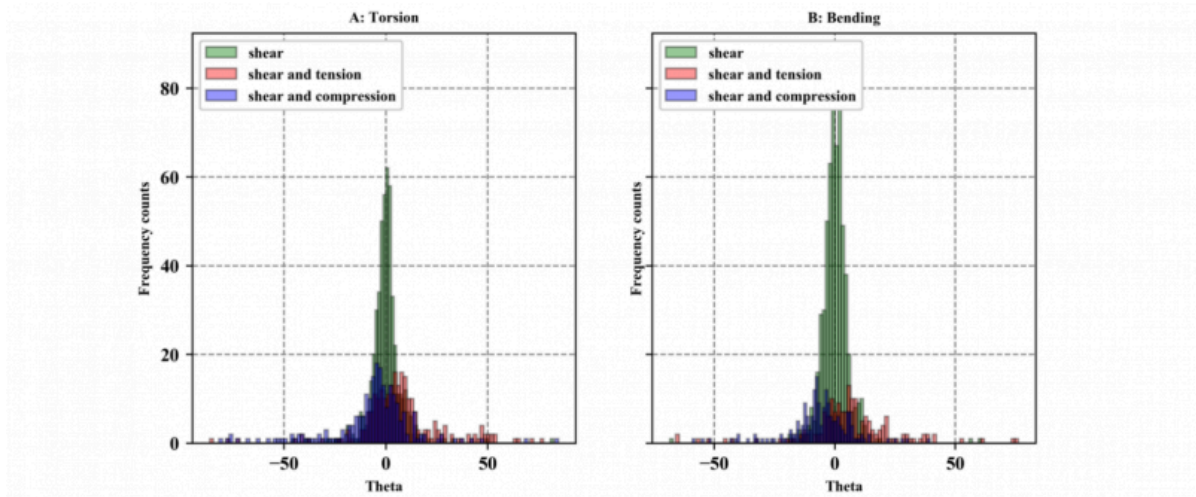 A: Torsion
shear
shear and tension
shear and compression
80
60
40
20
0
Frequency counts
−50
0
50
Theta
B: Bending
shear
shear and tension
shear and compression
Frequency counts
−50
0
50
Theta